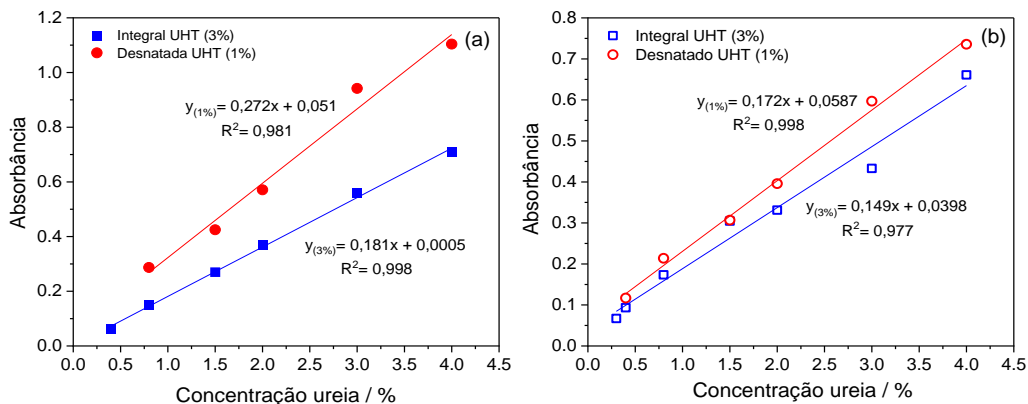 (a)
Integral UHT (3%)
Desnatada UHT (1%)
y(1%)= 0,272x + 0,051
R²= 0,981
y(3%)= 0,181x + 0,0005
R²= 0,998
Absorbância
1.2
1.0
0.8
0.6
0.4
0.2
0.0
0.0 0.5 1.0 1.5 2.0 2.5 3.0 3.5 4.0 4.5
Concentração ureia / %
(b)
Integral UHT (3%)
Desnatado UHT (1%)
y(1%)= 0,172x + 0,0587
R²= 0,998
y(3%)= 0,149x + 0,0398
R²= 0,977
Absorbância
0.8
0.7
0.6
0.5
0.4
0.3
0.2
0.1
0.0
0.0 0.5 1.0 1.5 2.0 2.5 3.0 3.5 4.0 4.5
Concentração ureia / %